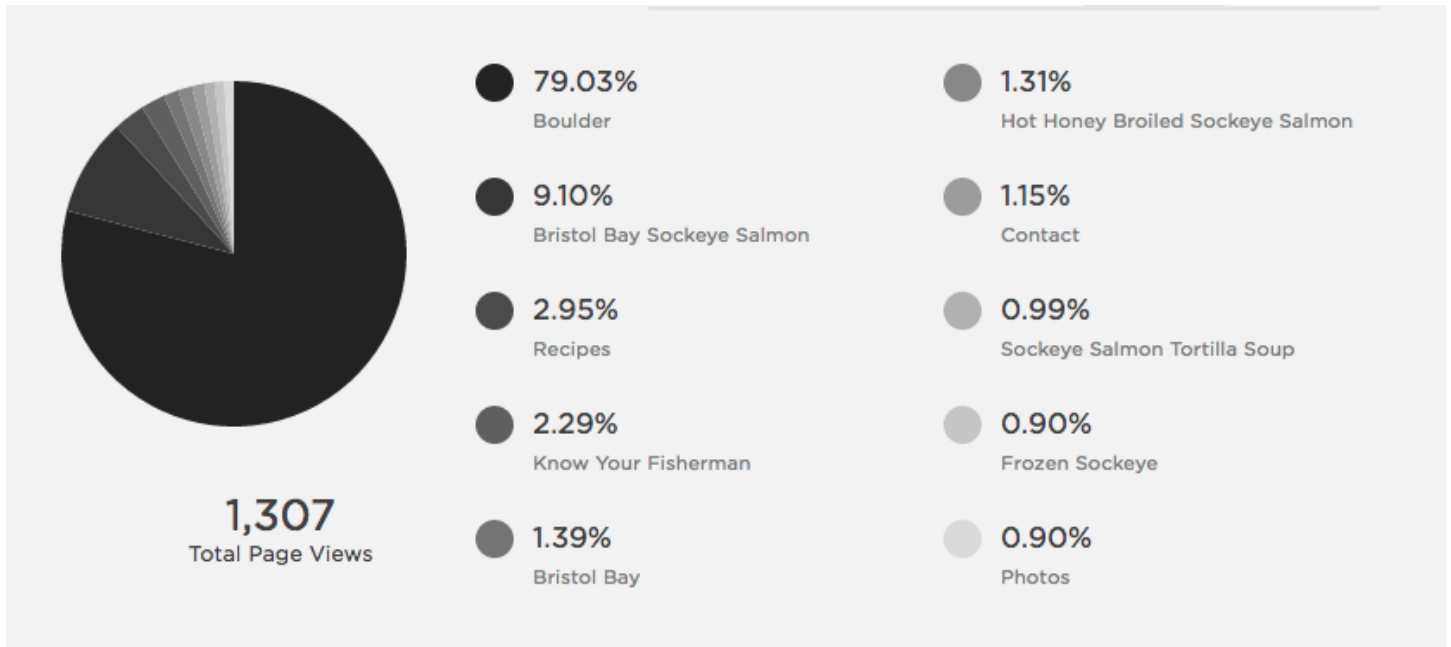 79.03%
Boulder
9.10%
Bristol Bay Sockeye Salmon
2.95%
Recipes
2.29%
Know Your Fisherman
1.39%
Bristol Bay
1.31%
Hot Honey Broiled Sockeye Salmon
1.15%
Contact
0.99%
Sockeye Salmon Tortilla Soup
0.90%
Frozen Sockeye
0.90%
Photos
1,307
Total Page Views